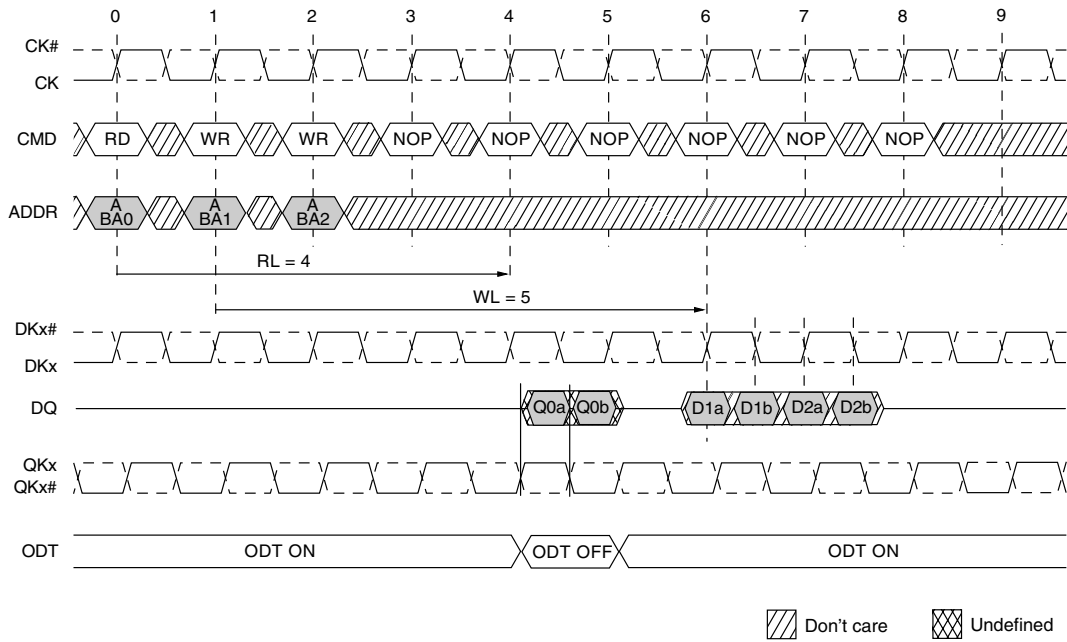 0 1 2 3 4 5 6 7 8 9
CK#
CK
CMD RD WR WR NOP NOP NOP NOP NOP NOP
ADDR A BA0 A BA1 A BA2
RL = 4
WL = 5
DKx#
DKx
DQ Q0a Q0b D1a D1b D2a D2b
QKx
QKx#
ODT ODT ON ODT OFF ODT ON
Don't care Undefined